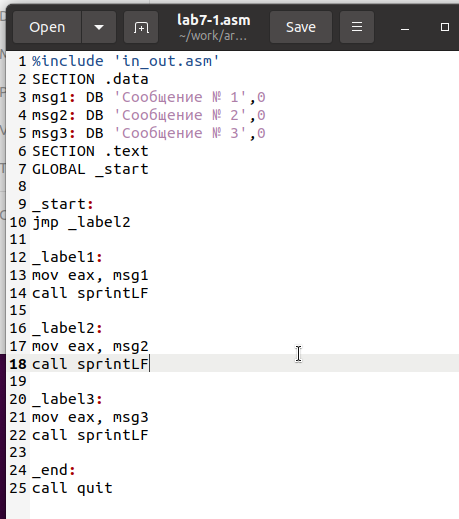 Open
lab7-1.asm
~/work/ar...
Save
1 %include 'in_out.asm'
2 SECTION .data
3 msg1: DB 'Сообщение № 1',0
4 msg2: DB 'Сообщение № 2',0
5 msg3: DB 'Сообщение № 3',0
6 SECTION .text
7 GLOBAL _start
8
9 _start:
10 jmp _label2
11
12 _label1:
13 mov eax, msg1
14 call sprintLF
15
16 _label2:
17 mov eax, msg2
18 call sprintLF
19
20 _label3:
21 mov eax, msg3
22 call sprintLF
23
24 _end:
25 call quit